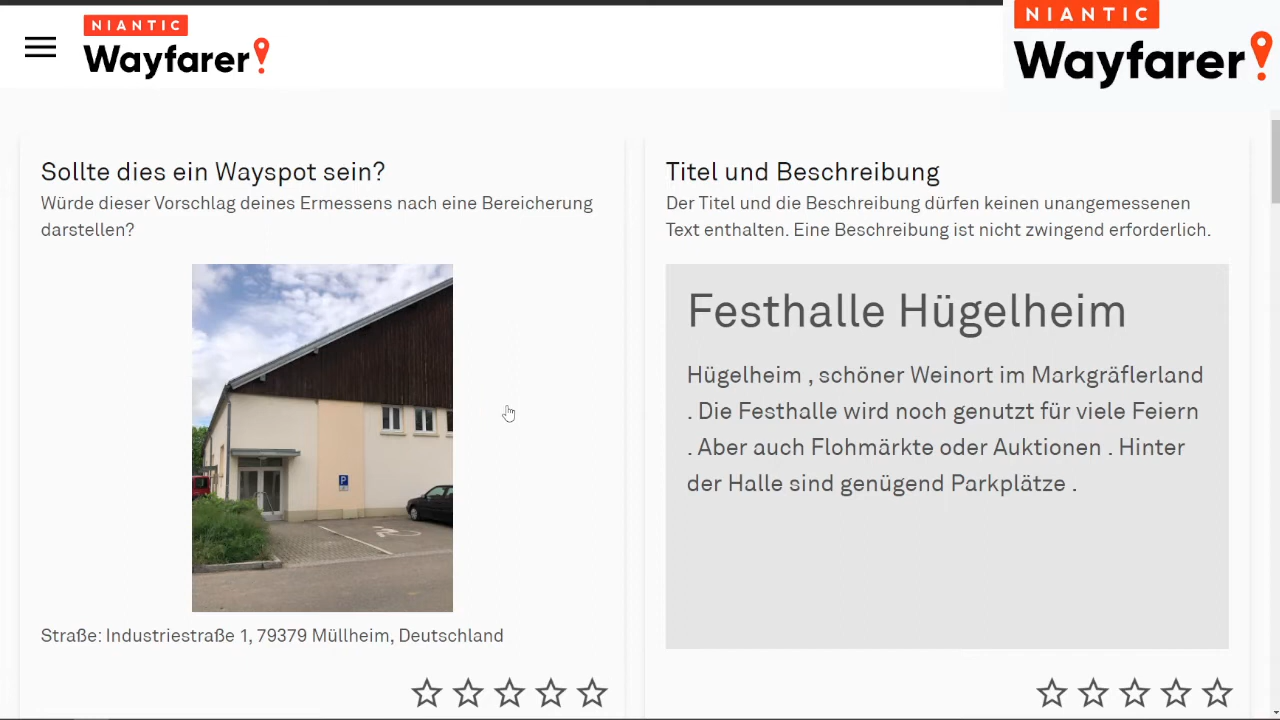 NIANTIC
Wayfarer
NIANTIC
Wayfarer
Sollte dies ein Wayspot sein?
Würde dieser Vorschlag deines Ermessens nach eine Bereicherung
darstellen?
P
Straße: Industriestraße 1, 79379 Müllheim, Deutschland
Titel und Beschreibung
Der Titel und die Beschreibung dürfen keinen unangemessenen
Text enthalten. Eine Beschreibung ist nicht zwingend erforderlich.
Festhalle Hügelheim
Hügelheim , schöner Weinort im Markgräflerland
. Die Festhalle wird noch genutzt für viele Feiern
. Aber auch Flohmärkte oder Auktionen . Hinter
der Halle sind genügend Parkplätze .